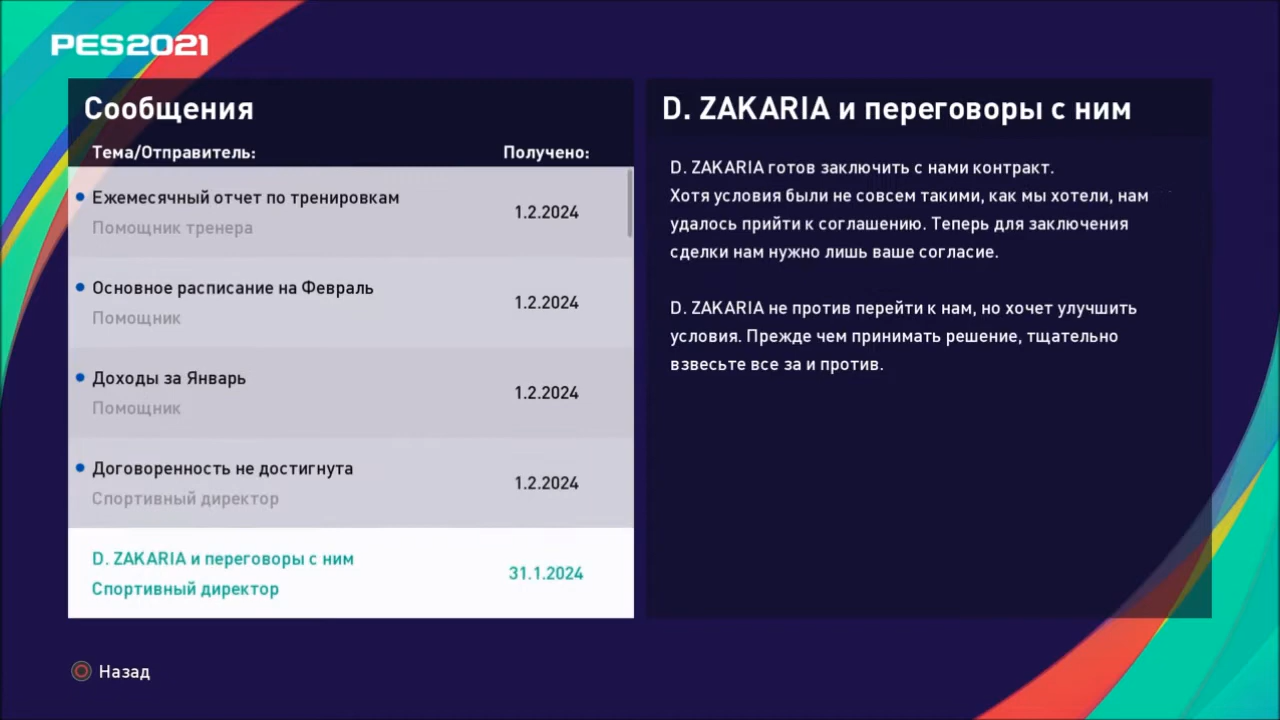 PES2021
Сообщения
Тема/Отправитель:
Получено:
Ежемесячный отчет по тренировкам
Помощник тренера
1.2.2024
Основное расписание на Февраль
Помощник
1.2.2024
Доходы за Январь
Помощник
1.2.2024
Договоренность не достигнута
Спортивный директор
1.2.2024
D. ZAKARIA и переговоры с ним
Спортивный директор
31.1.2024
D. ZAKARIA и переговоры с ним
D. ZAKARIA готов заключить с нами контракт.
Хотя условия были не совсем такими, как мы хотели, нам
удалось прийти к соглашению. Теперь для заключения
сделки нам нужно лишь ваше согласие.
D. ZAKARIA не против перейти к нам, но хочет улучшить
условия. Прежде чем принимать решение, тщательно
взвесьте все за и против.
Назад